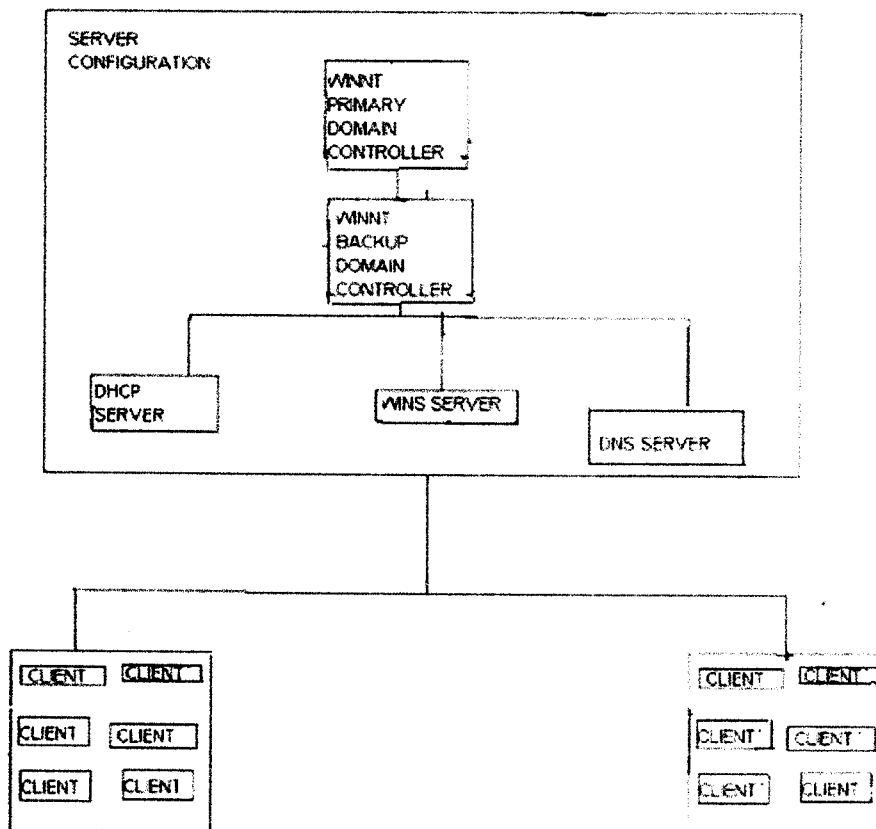 SERVER
CONFIGURATION
WINNT
PRIMARY
DOMAIN
CONTROLLER
WINNT
BACKUP
DOMAIN
CONTROLLER
DHCP
SERVER
WINS SERVER
DNS SERVER
CLIENT CLIENT
CLIENT CLIENT
CLIENT CLIENT
CLIENT CLIENT
CLIENT CLIENT
CLIENT CLIENT